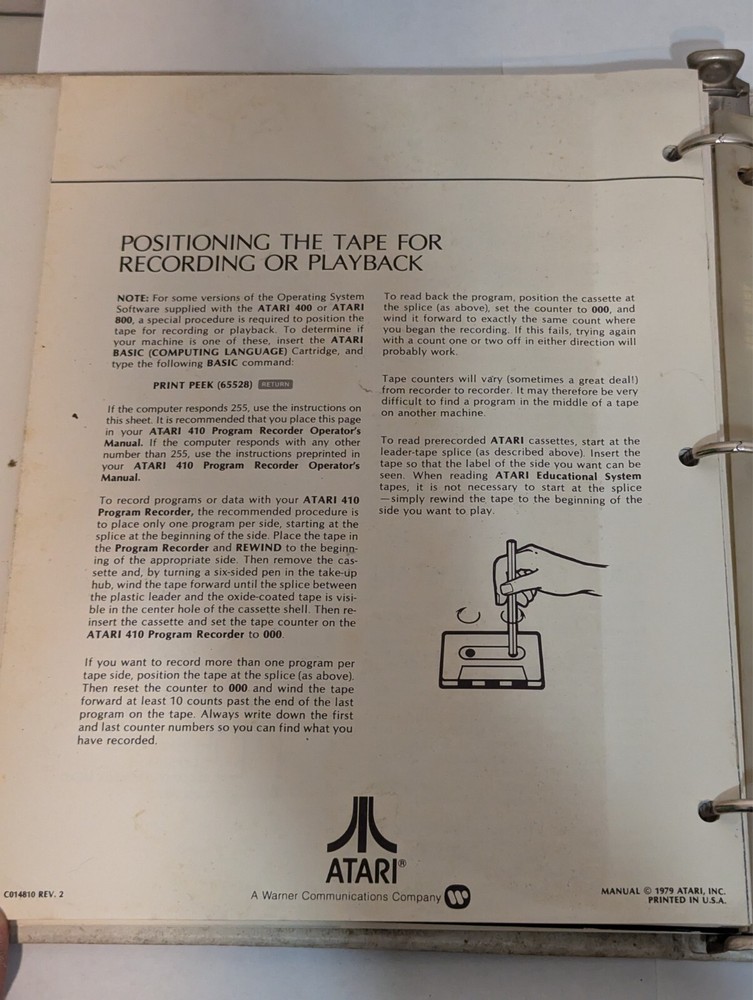 POSITIONING THE TAPE FOR
RECORDING OR PLAYBACK
NOTE: For some versions of the Operating System
Software supplied with the ATARI 400 or ATARI
800, a special procedure is required to position the
tape for recording or playback. To determine if
your machine is one of these, insert the ATARI
BASIC (COMPUTING LANGUAGE) Cartridge, and
type the following BASIC command:
PRINT PEEK (65528) RETURN
If the computer responds 255, use the instructions on
this sheet. It is recommended that you place this page
in your ATARI 410 Program Recorder Operator's
Manual. If the computer responds with any other
number than 255, use the instructions preprinted in
your ATARI 410 Program Recorder Operator's
Manual.
To record programs or data with your ATARI 410
Program Recorder, the recommended procedure is
to place only one program per side, starting at the
splice at the beginning of the side. Place the tape in
the Program Recorder and REWIND to the beginn-
ing of the appropriate side. Then remove the cas-
sette and, by turning a six-sided pen in the take-up
hub, wind the tape forward until the splice between
the plastic leader and the oxide-coated tape is visi-
ble in the center hole of the cassette shell. Then re-
insert the cassette and set the tape counter on the
ATARI 410 Program Recorder to 000.
If you want to record more than one program per
tape side, position the tape at the splice (as above).
Then reset the counter to 000 and wind the tape
forward at least 10 counts past the end of the last
program on the tape. Always write down the first
and last counter numbers so you can find what you
have recorded.
To read back the program, position the cassette at
the splice (as above), set the counter to 000, and
wind it forward to exactly the same count where
you began the recording. If this fails, trying again
with a count one or two off in either direction will
probably work.
Tape counters will vary (sometimes a great deal!)
from recorder to recorder. It may therefore be very
difficult to find a program in the middle of a tape
on another machine.
To read prerecorded ATARI cassettes, start at the
leader-tape splice (as described above). Insert the
tape so that the label of the side you want can be
seen. When reading ATARI Educational System
tapes, it is not necessary to start at the splice
—simply rewind the tape to the beginning of the
side you want to play.
ATARI®
A Warner Communications Company
C014810 REV. 2
MANUAL © 1979 ATARI, INC.
PRINTED IN U.S.A.